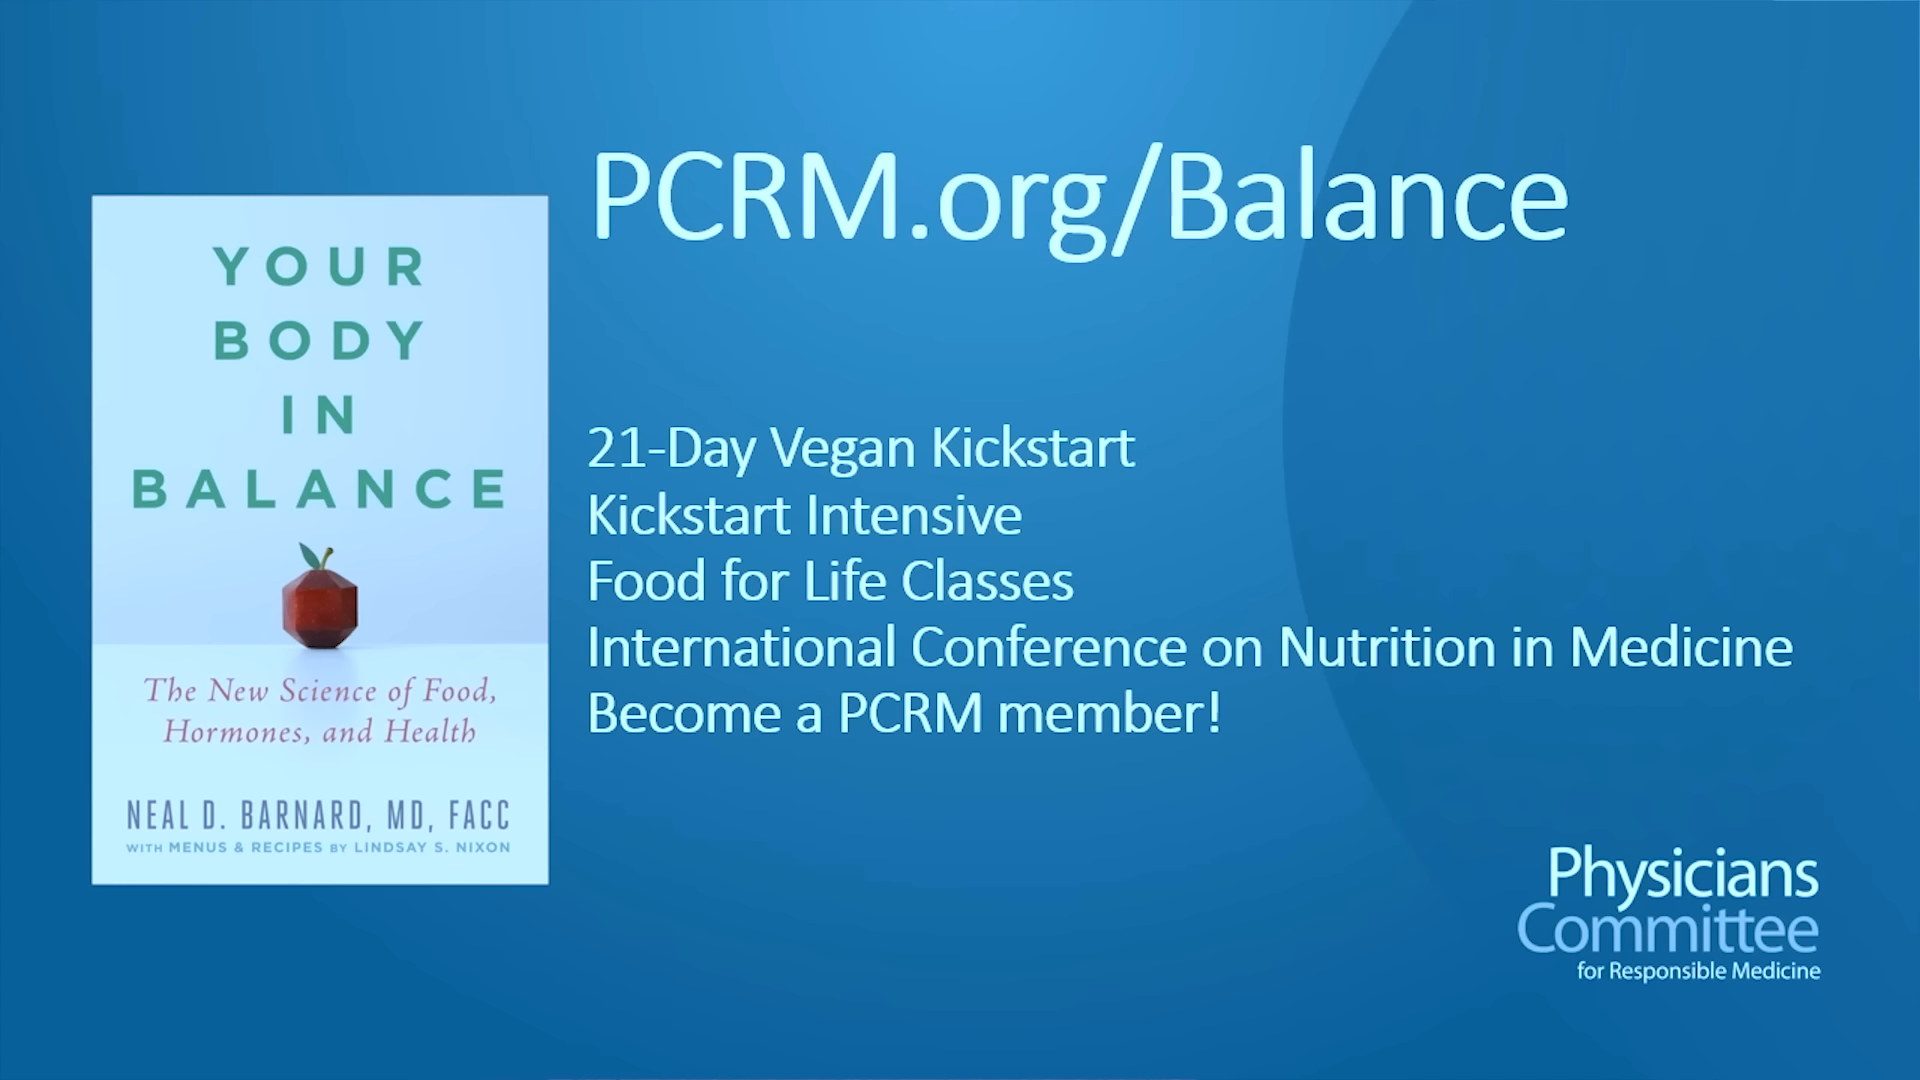 PCRM.org/Balance
YOUR
BODY
IN
BALANCE
The New Science of Food,
Hormones, and Health
NEAL D. BARNARD, MD, FACC
WITH MENUS & RECIPES BY LINDSAY S. NIXON
21-Day Vegan Kickstart
Kickstart Intensive
Food for Life Classes
International Conference on Nutrition in Medicine
Become a PCRM member!
Physicians
Committee
for Responsible Medicine